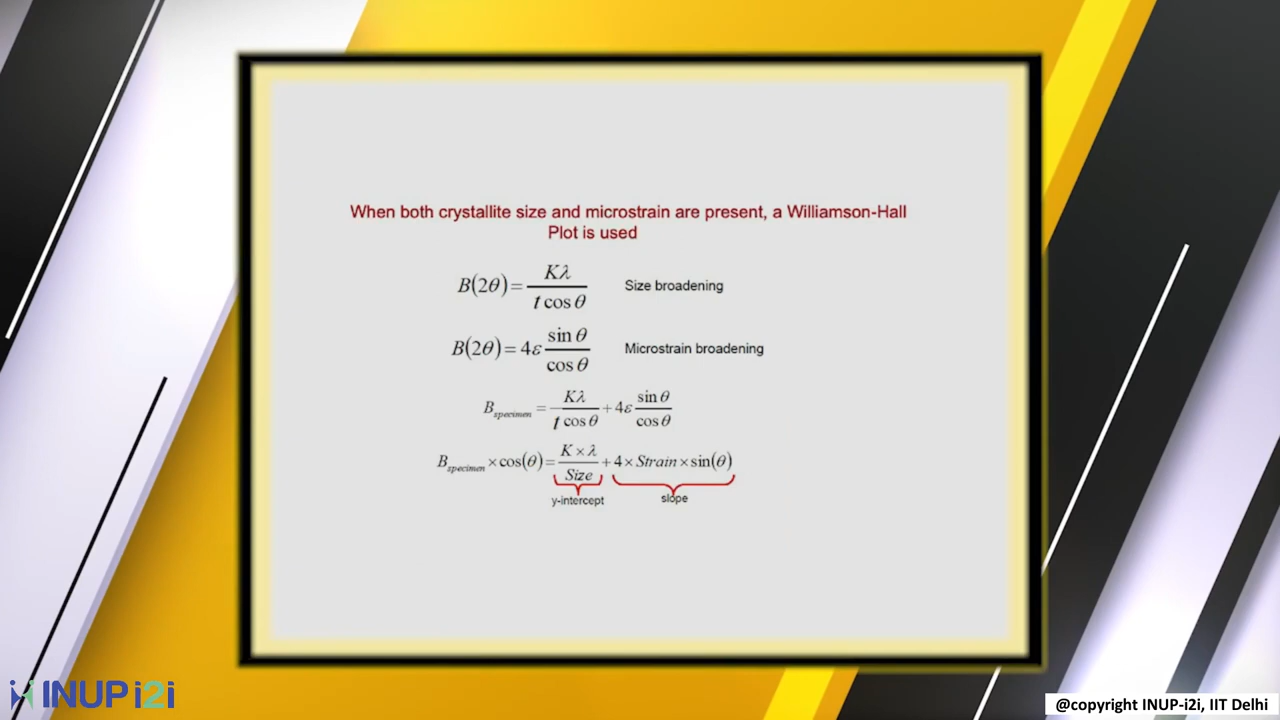 When both crystallite size and microstrain are present, a Williamson-Hall
Plot is used
B(2θ) = Kλ / t cos θ    Size broadening
B(2θ) = 4ε sin θ / cos θ    Microstrain broadening
B_specimen = Kλ / t cos θ + 4ε sin θ / cos θ
B_specimen × cos(θ) = K × λ / Size + 4 × Strain × sin(θ)
y-intercept    slope
INUP i2i
@copyright INUP-i2i, IIT Delhi